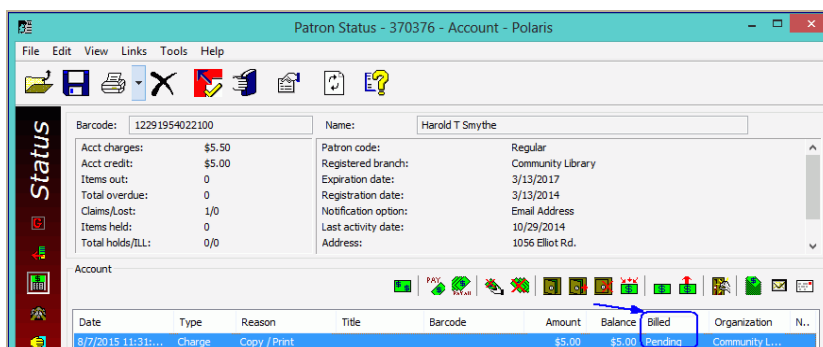 Patron Status - 370376 - Account - Polaris
File Edit View Links Tools Help
Status
Barcode: 12291954022100 Name: Harold T Smythe
Acct charges: $5.50 Patron code: Regular
Acct credit: $5.00 Registered branch: Community Library
Items out: 0 Expiration date: 3/13/2017
Total overdue: 0 Registration date: 3/13/2014
Claims/Lost: 1/0 Notification option: Email Address
Items held: 0 Last activity date: 10/29/2014
Total holds/ILL: 0/0 Address: 1056 Elliot Rd.
Account
PAY
Date Type Reason Title Barcode Amount Balance Billed Organization N..
8/7/2015 11:31:... Charge Copy / Print $5.00 $5.00 Pending Community L...